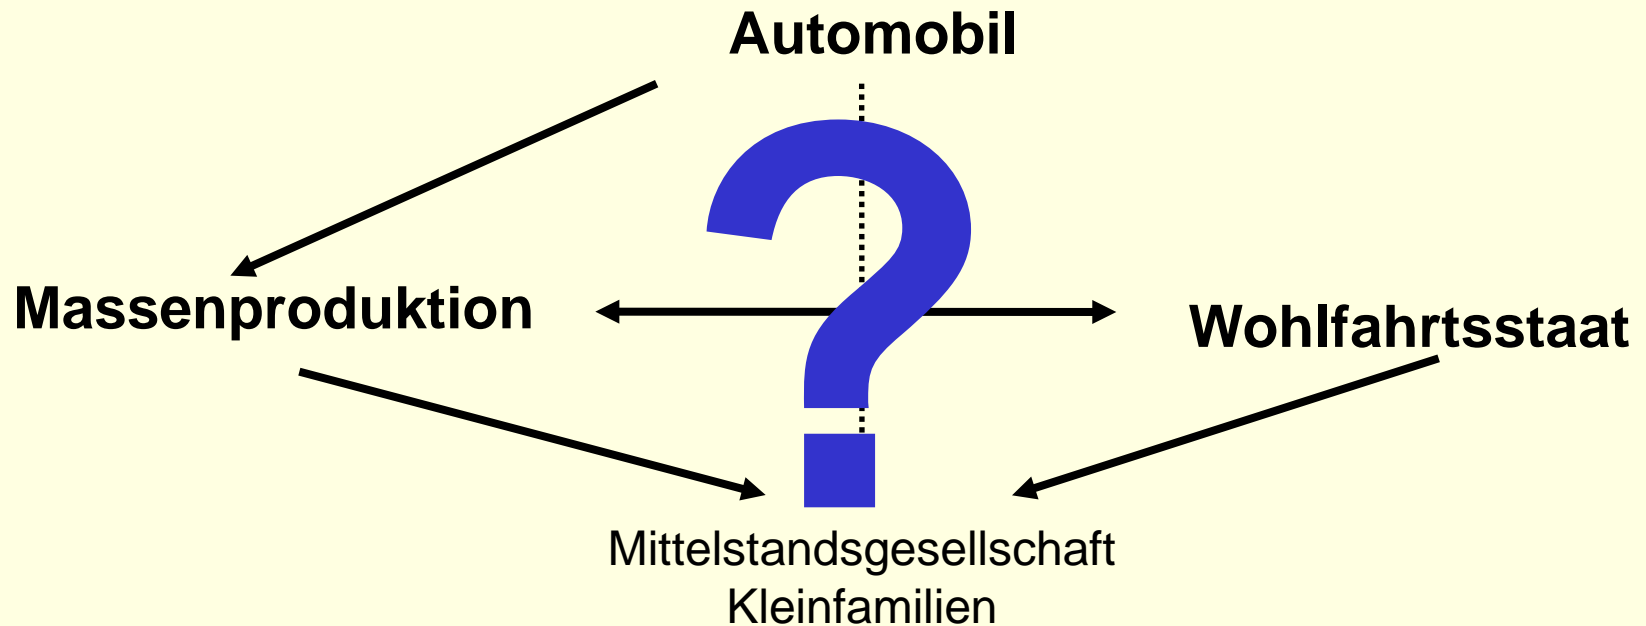 Automobil
?
Massenproduktion
Wohlfahrtsstaat
Mittelstandsgesellschaft
Kleinfamilien